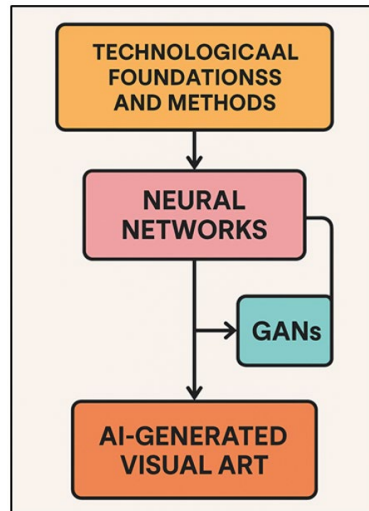 TECHNOLOGICAAL
FOUNDATIONSS
AND METHODS
NEURAL
NETWORKS
GANs
AI-GENERATED
VISUAL ART